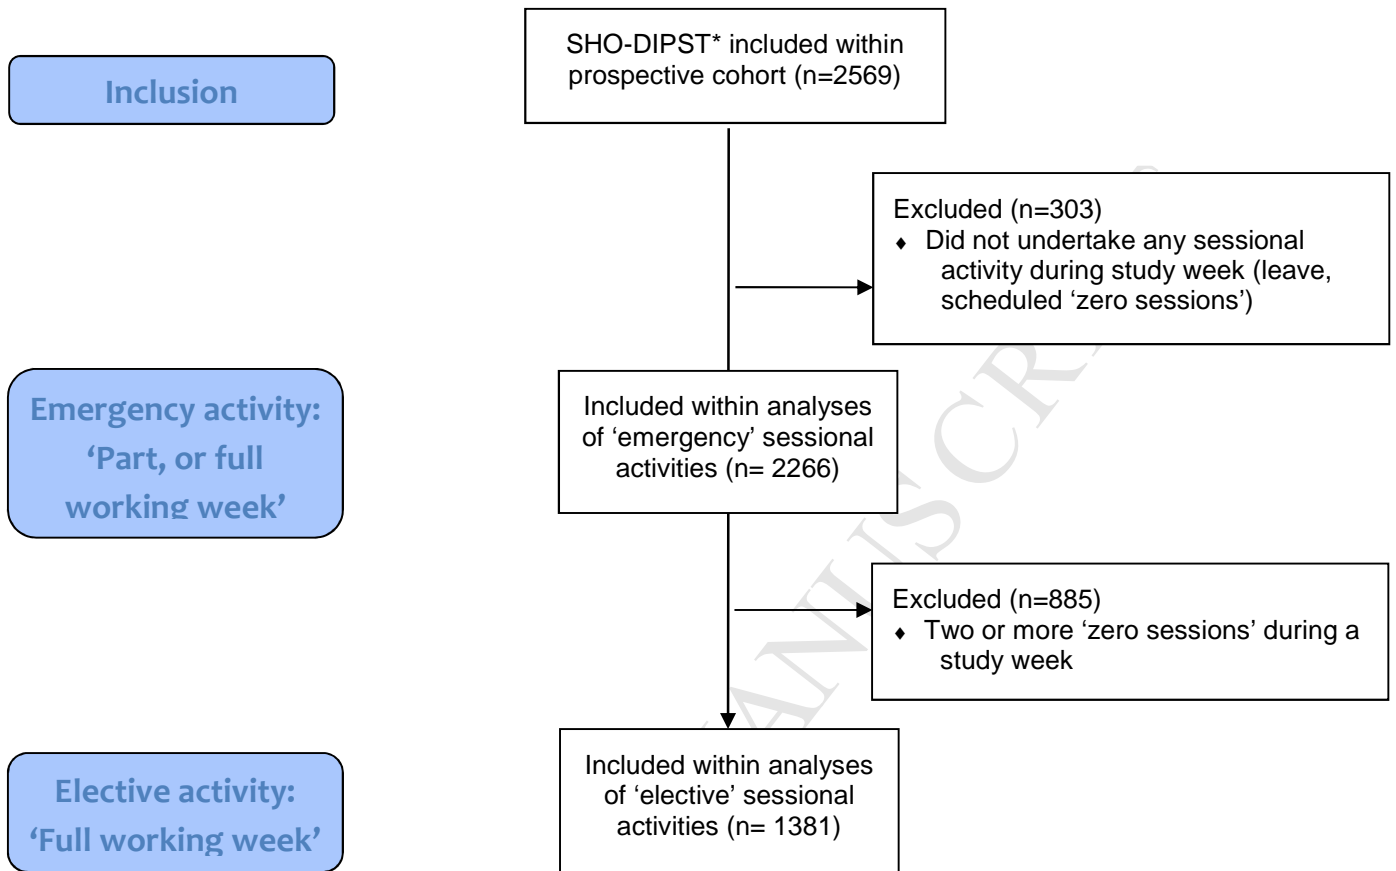 SHO-DIPST* included within
prospective cohort (n=2569)
Inclusion
Excluded (n=303)
♦ Did not undertake any sessional
activity during study week (leave,
scheduled ‘zero sessions’)
Emergency activity:
‘Part, or full
working week’
Included within analyses
of ‘emergency’ sessional
activities (n= 2266)
Excluded (n=885)
♦ Two or more ‘zero sessions’ during a
study week
Elective activity:
‘Full working week’
Included within analyses
of ‘elective’ sessional
activities (n= 1381)